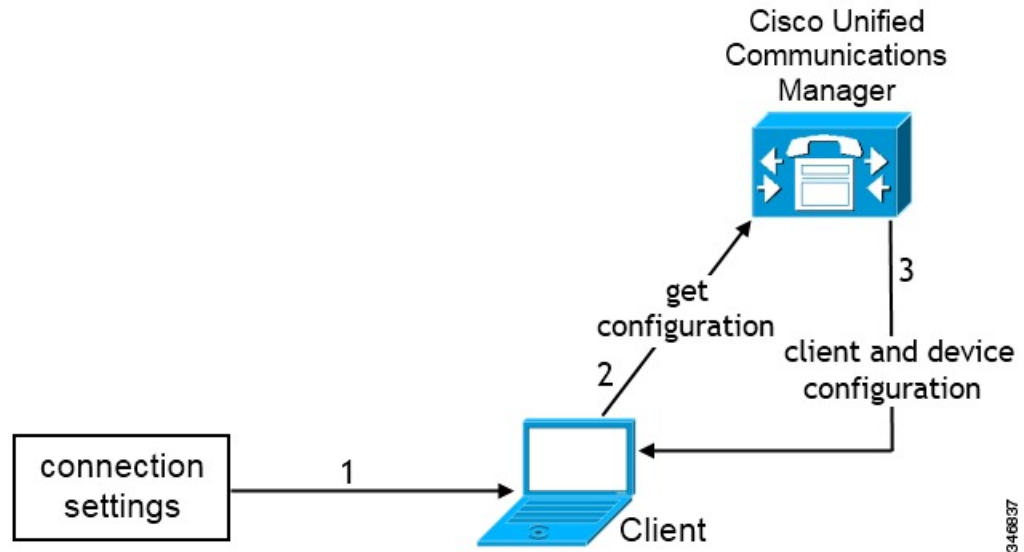 Cisco Unified
Communications
Manager
3
get
configuration
2
client and device
configuration
connection
settings
1
Client
346837